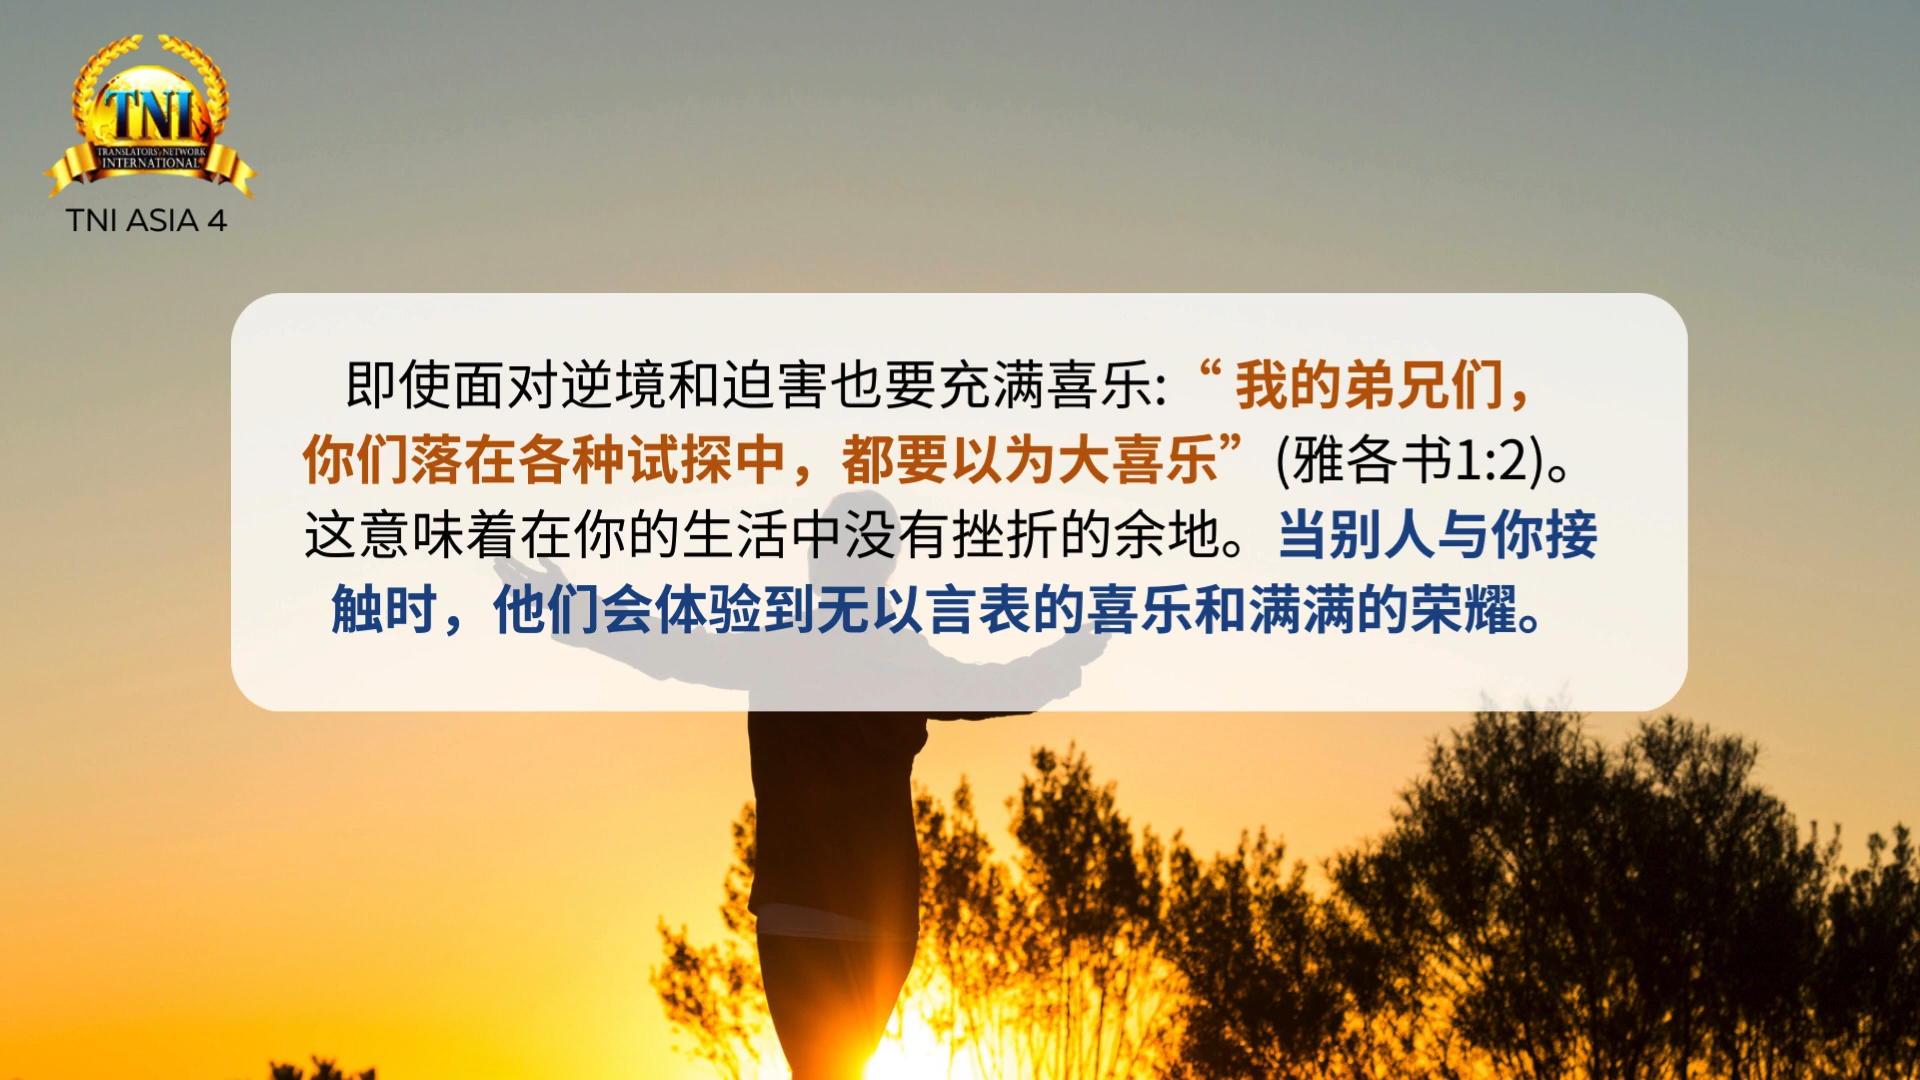 TNI
TRANSLATORS' NETWORK
INTERNATIONAL
TNI ASIA 4
即使面对逆境和迫害也要充满喜乐:“我的弟兄们，
你们落在各种试探中，都要以为大喜乐”(雅各书1:2)。
这意味着在你的生活中没有挫折的余地。当别人与你接
触时，他们会体验到无以言表的喜乐和满满的荣耀。